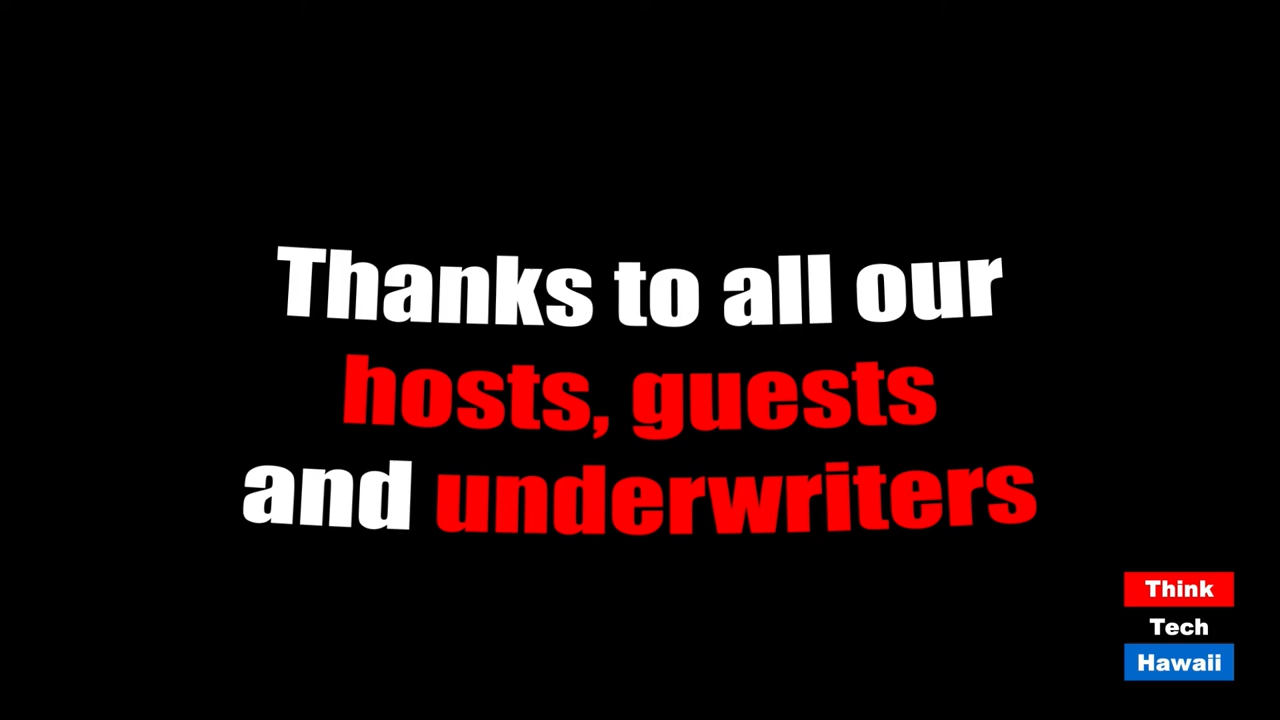 Thanks to all our
hosts, guests
and underwriters
Think
Tech
Hawaii